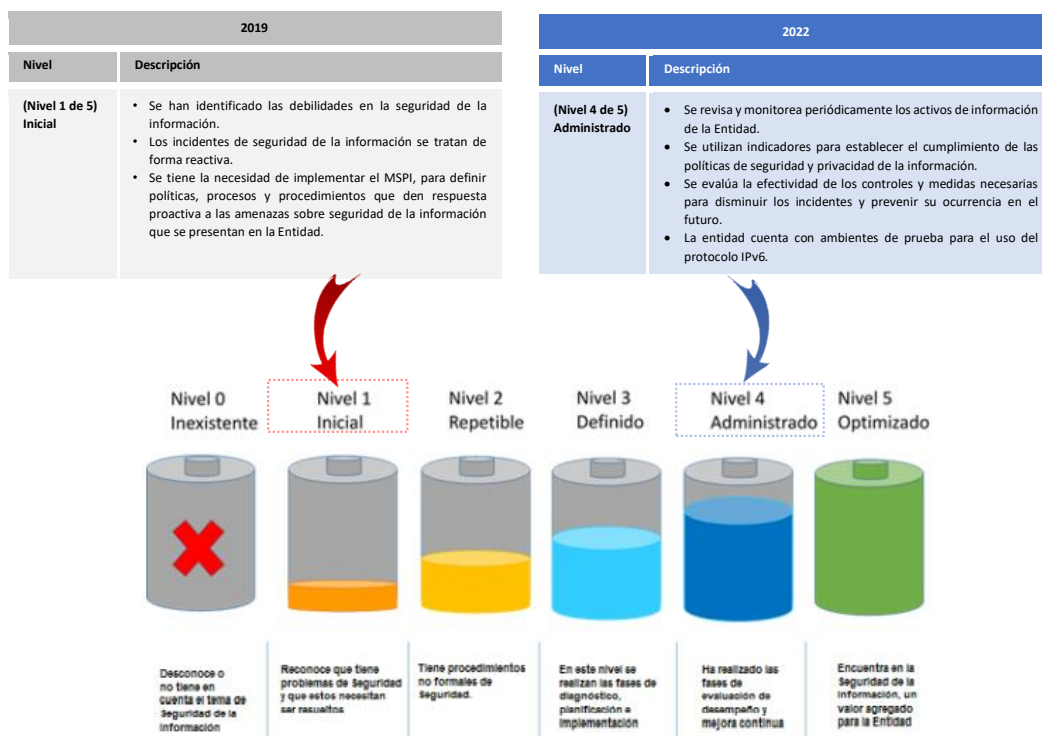 2019
Nivel Descripción
(Nivel 1 de 5)
Inicial
• Se han identificado las debilidades en la seguridad de la
información.
• Los incidentes de seguridad de la información se tratan de
forma reactiva.
• Se tiene la necesidad de implementar el MSPI, para definir
políticas, procesos y procedimientos que den respuesta
proactiva a las amenazas sobre seguridad de la información
que se presentan en la Entidad.
2022
Nivel Descripción
(Nivel 4 de 5)
Administrado
• Se revisa y monitorea periódicamente los activos de información
de la Entidad.
• Se utilizan indicadores para establecer el cumplimiento de las
políticas de seguridad y privacidad de la información.
• Se evalúa la efectividad de los controles y medidas necesarias
para disminuir los incidentes y prevenir su ocurrencia en el
futuro.
• La entidad cuenta con ambientes de prueba para el uso del
protocolo IPv6.
Nivel 0
Inexistente
Nivel 1
Inicial
Nivel 2
Repetible
Nivel 3
Definido
Nivel 4
Administrado
Nivel 5
Optimizado
Desconoce o
no tiene en
cuenta el tema de
Seguridad de la
Información
Reconoce que tiene
problemas de Seguridad
y que estos necesitan
ser resueltos
Tiene procedimientos
no formales de
Seguridad.
En este nivel se
realizan las fases de
diagnóstico,
planificación e
Implementación
Ha realizado las
fases de
evaluación de
desempeño y
mejora continua
Encuentra en la
Seguridad de la
Información, un
valor agregado
para la Entidad